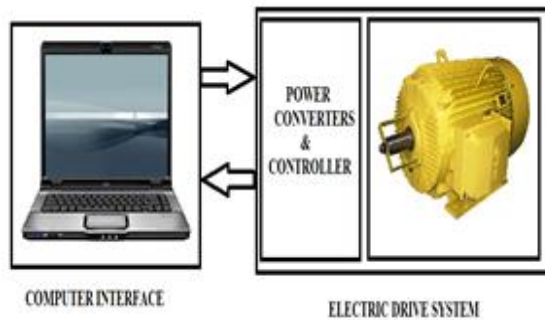 POWER
CONVERTERS
&
CONTROLLER
COMPUTER INTERFACE
ELECTRIC DRIVE SYSTEM